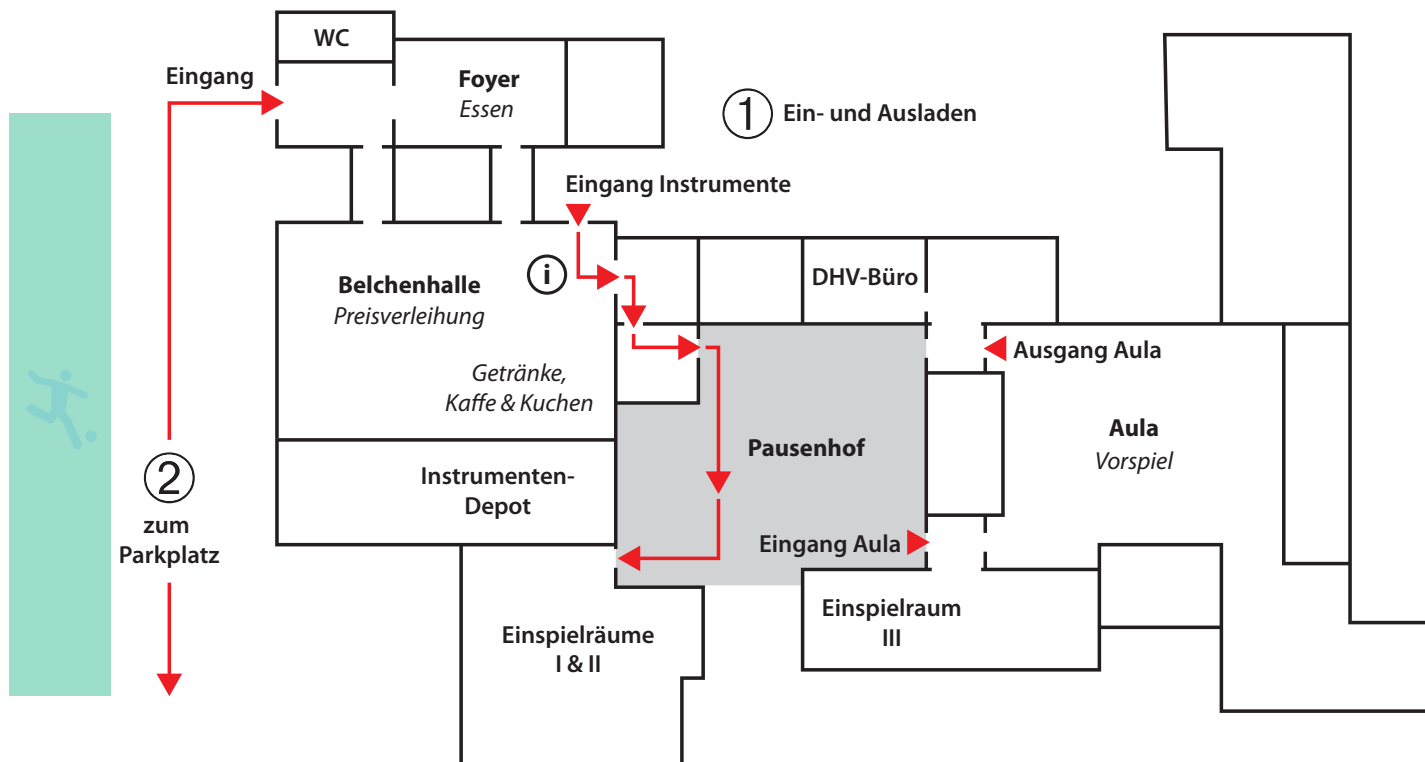 WC
Eingang
Foyer
Essen
1 Ein- und Ausladen
Eingang Instrumente
i
DHV-Büro
Belchenhalle
Preisverleihung
Ausgang Aula
Getränke,
Kaffe & Kuchen
Aula
Vorspiel
Pausenhof
2
zum
Parkplatz
Instrumenten-
Depot
Eingang Aula
Einspielräume
I & II
Einspielraum
III